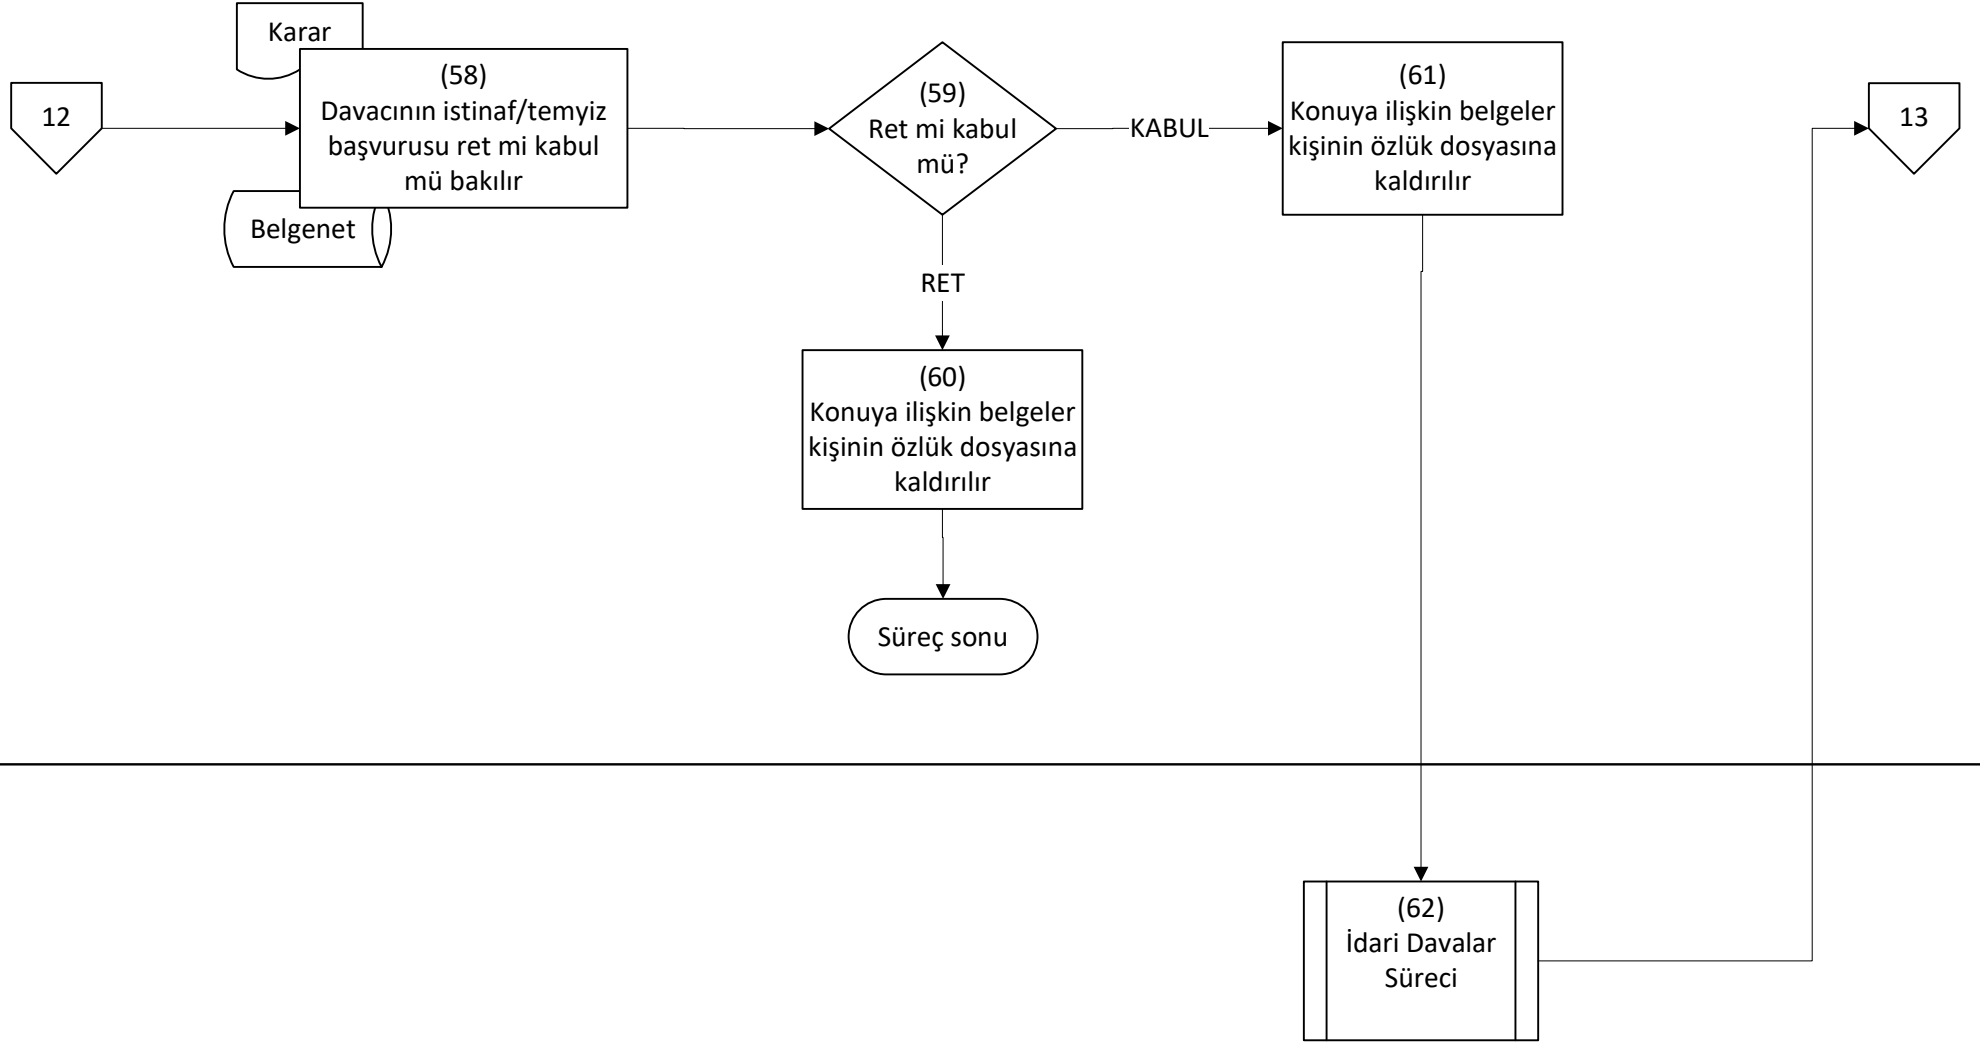 Karar
12
(58)
Davacının istinaf/temyiz
başvurusu ret mi kabul
mü bakılır
Belgenet
(59)
Ret mi kabul
mü?
KABUL
(61)
Konuya ilişkin belgeler
kişinin özlük dosyasına
kaldırılır
13
RET
(60)
Konuya ilişkin belgeler
kişinin özlük dosyasına
kaldırılır
Süreç sonu
(62)
İdari Davalar
Süreci